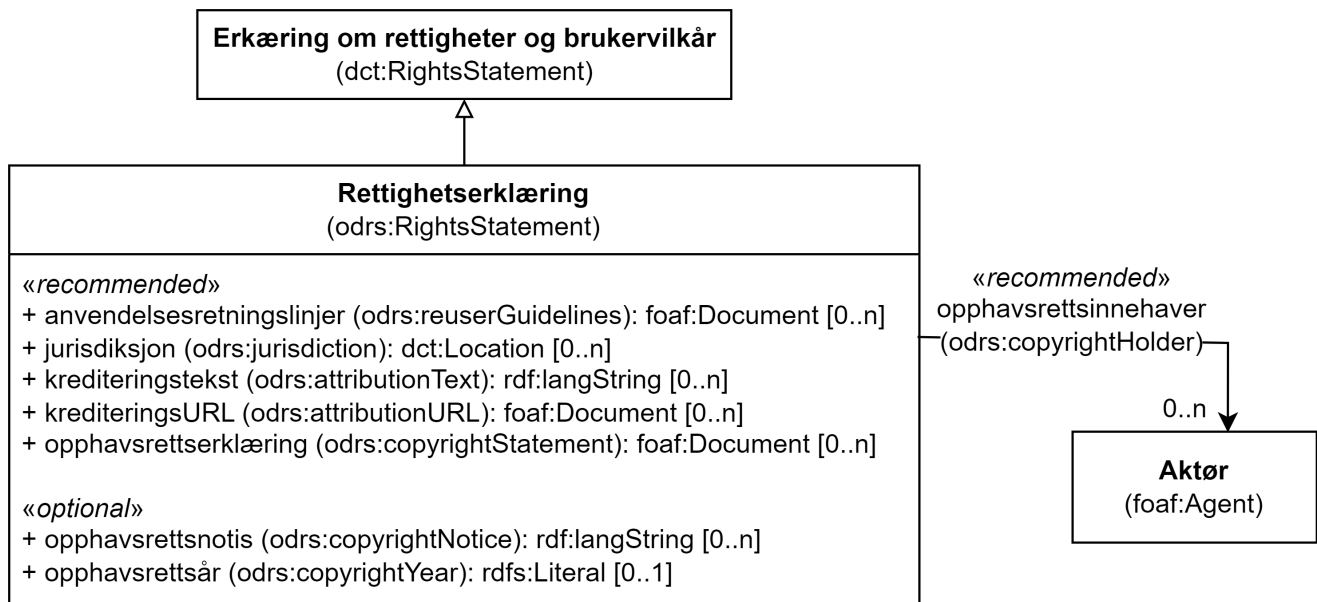 Erkæring om rettigheter og brukervilkår
(dct:RightsStatement)
Rettighetserklæring
(odrs:RightsStatement)
«recommended»
+ anvendelsesretningslinjer (odrs:reuserGuidelines): foaf:Document [0..n]
+ jurisdiksjon (odrs:jurisdiction): dct:Location [0..n]
+ krediteringstekst (odrs:attributionText): rdf:langString [0..n]
+ krediteringsURL (odrs:attributionURL): foaf:Document [0..n]
+ opphavsrettserklæring (odrs:copyrightStatement): foaf:Document [0..n]
«optional»
+ opphavsrettsnotis (odrs:copyrightNotice): rdf:langString [0..n]
+ opphavsrettsår (odrs:copyrightYear): rdfs:Literal [0..1]
«recommended»
opphavsrettsinnehaver
(odrs:copyrightHolder)
0..n
Aktør
(foaf:Agent)